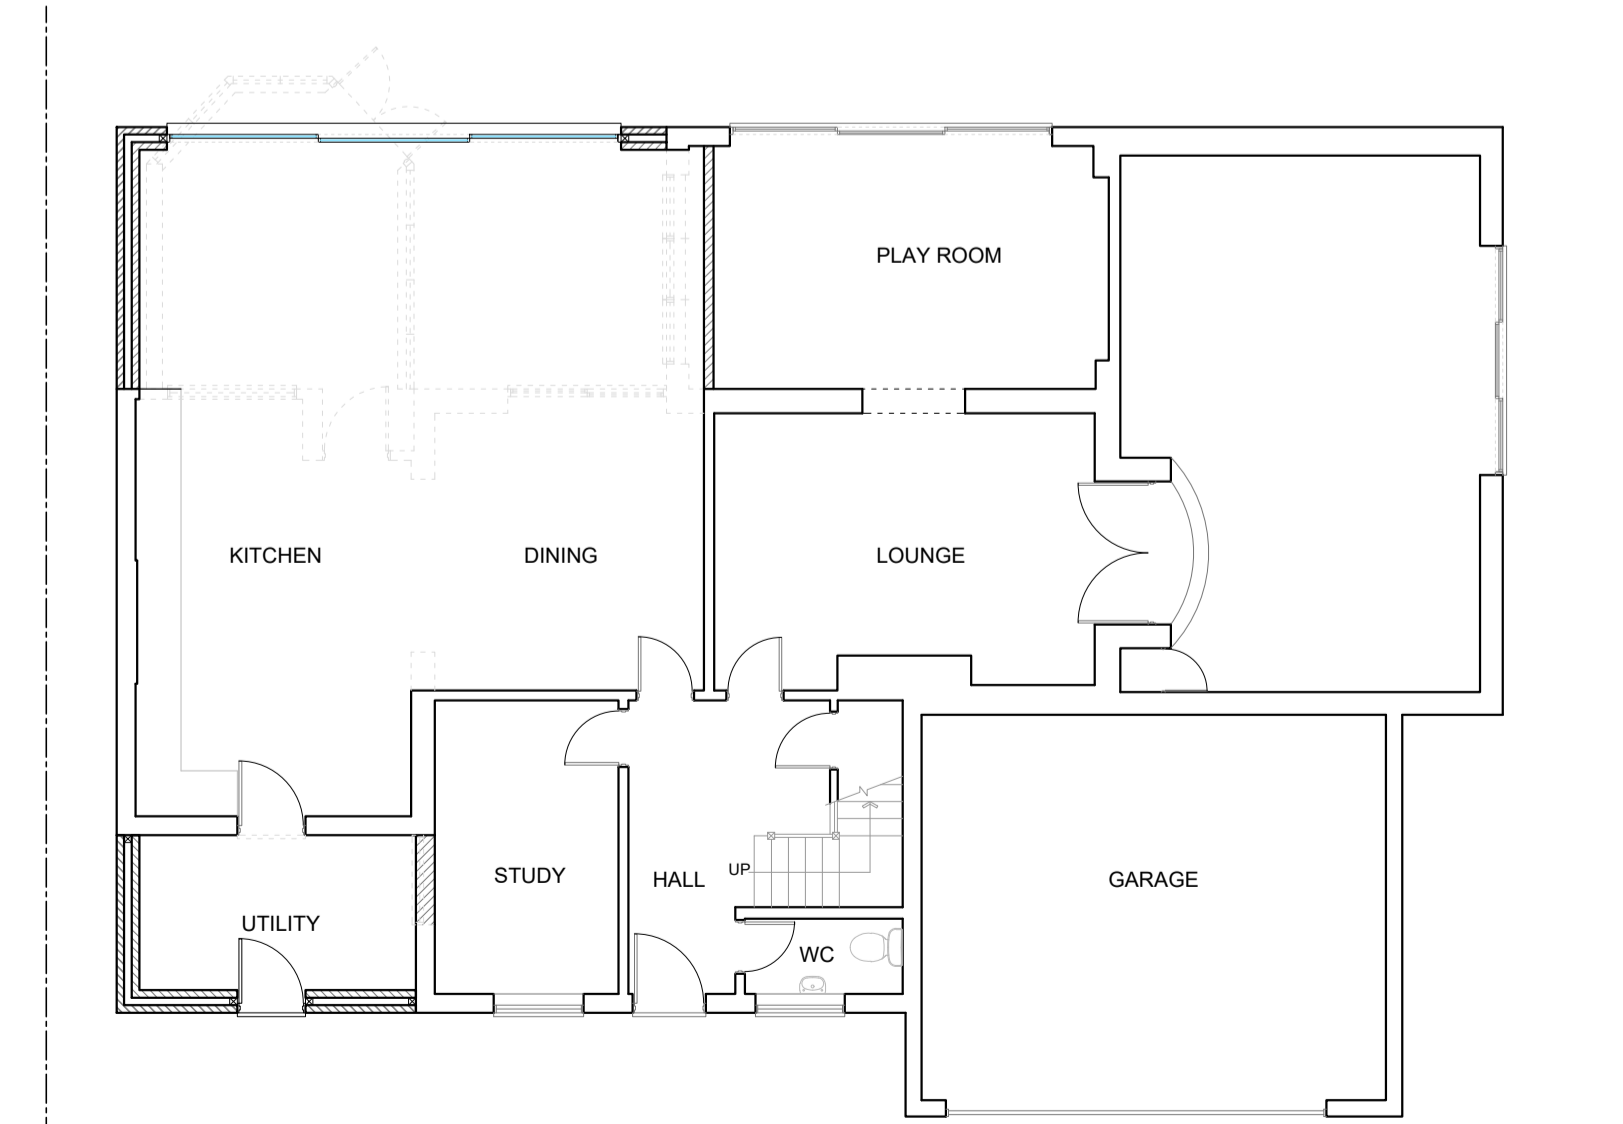 PLAY ROOM
KITCHEN
DINING
LOUNGE
STUDY
HALL
UP
GARAGE
UTILITY
WC